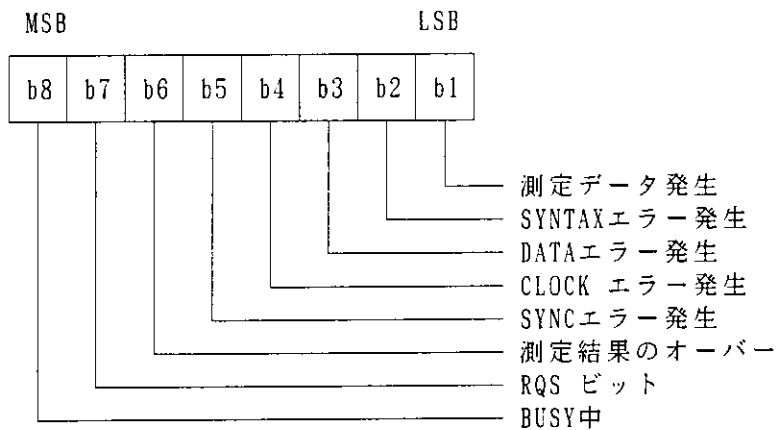 MSB LSB
b8 b7 b6 b5 b4 b3 b2 b1
測定データ発生
SYNTAXエラー発生
DATAエラー発生
CLOCK エラー発生
SYNCエラー発生
測定結果のオーバー
RQS ビット
BUSY中